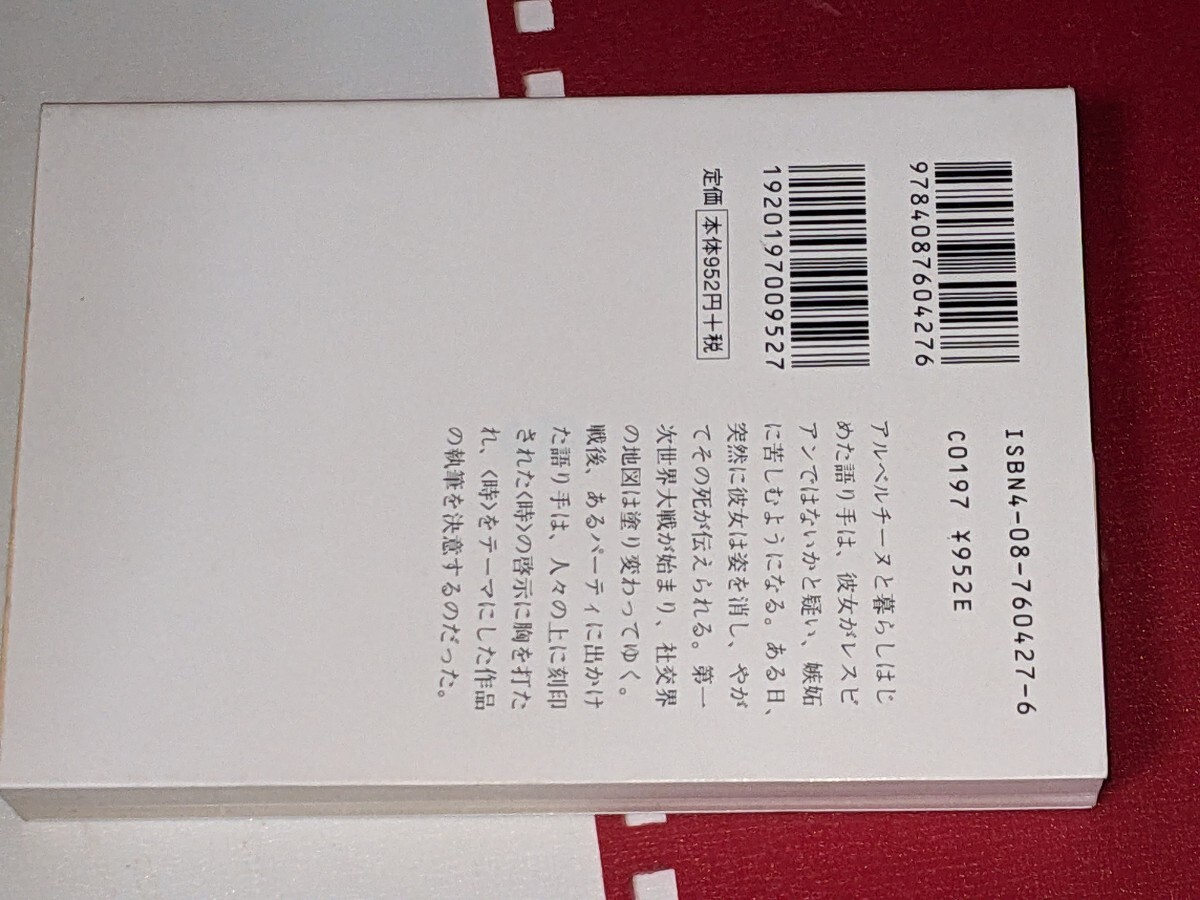 9784087604276
1920197009527
定価 本体952円+税
ISBN4-08-760427-6
C0197 ¥952E
アルベルチーヌと暮らしはじ
めた語り手は、彼女がレスビ
アンではないかと疑い、嫉妬
に苦しむようになる。ある日、
突然に彼女は姿を消し、やが
てその死が伝えられる。第一
次世界大戦が始まり、社交界
の地図は塗り変わってゆく。
戦後、あるパーティに出かけ
た語り手は、人々の上に刻印
された〈時〉の啓示に胸を打た
れ、〈時〉をテーマにした作品
の執筆を決意するのだった。